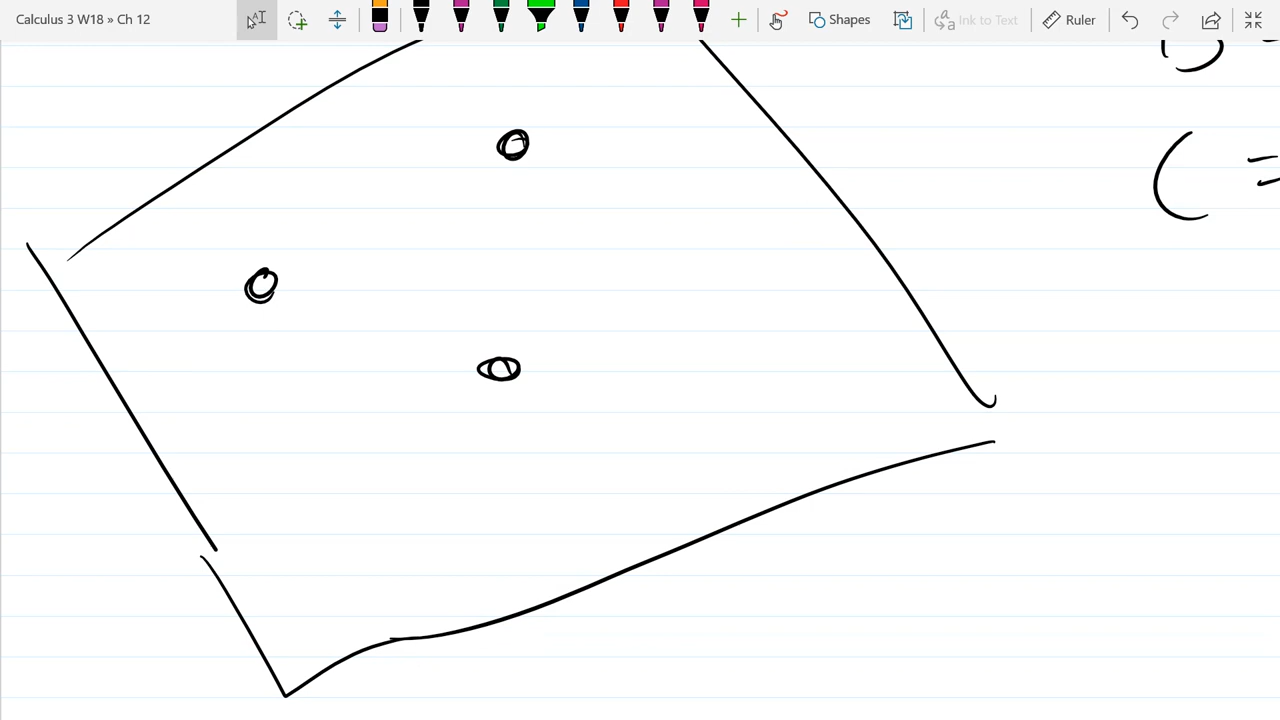 Calculus 3 W18 » Ch 12
Shapes
Ink to Text
Ruler
C =